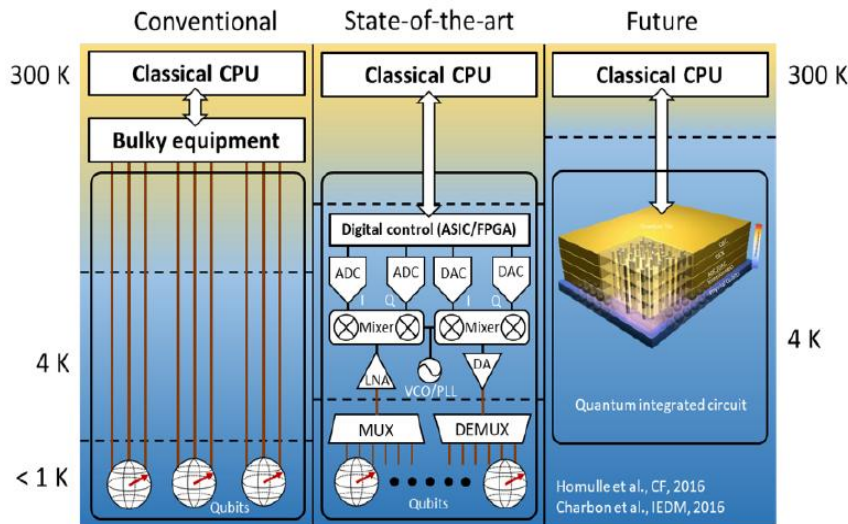 Conventional
State-of-the-art
Future
300 K
Classical CPU
Classical CPU
Classical CPU
300 K
Bulky equipment
Digital control (ASIC/FPGA)
ADC
ADC
DAC
DAC
I
Q
I
Q
Mixer
Mixer
4 K
LNA
VCO/PLL
DA
4 K
Quantum integrated circuit
MUX
DEMUX
< 1 K
Qubits
Qubits
Homulle et al., CF, 2016
Charbon et al., IEDM, 2016